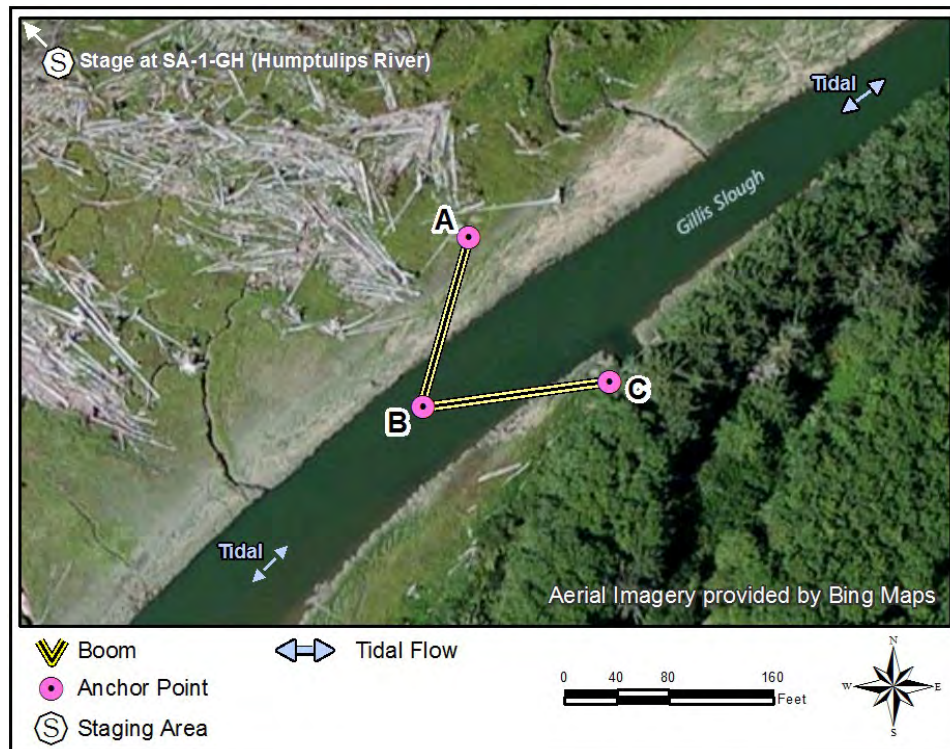 S Stage at SA-1-GH (Humptulips River)
Tidal
Gillis Slough
A
B
C
Tidal
Aerial Imagery provided by Bing Maps
Boom
Tidal Flow
Anchor Point
S Staging Area
0 40 80 160
Feet
N
W E
S